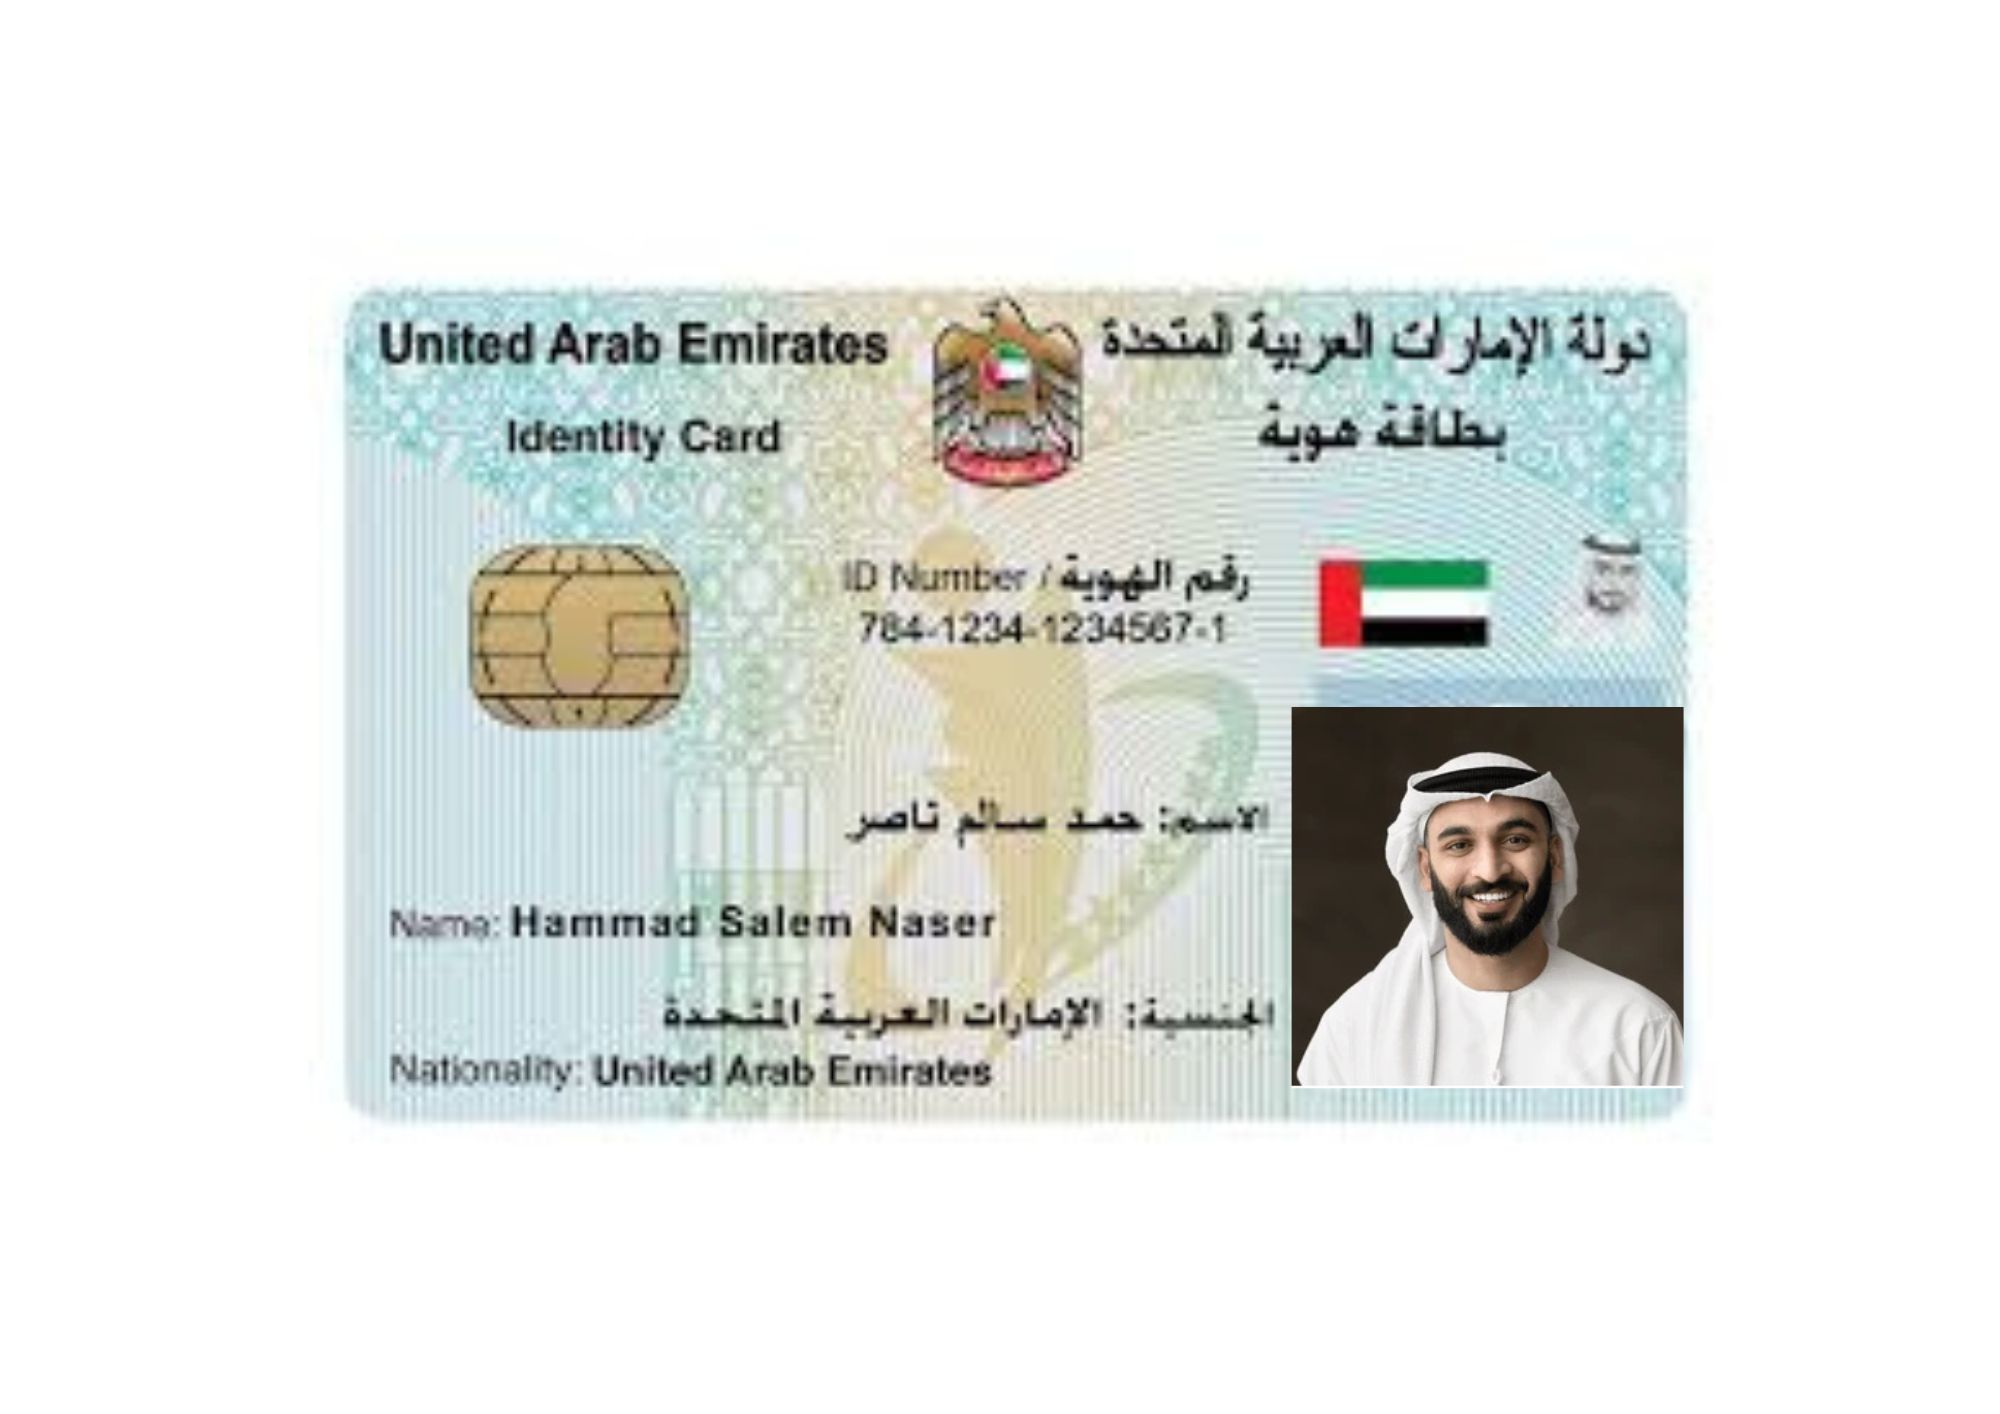 United Arab Emirates
دولة الإمارات العربية المتحدة
Identity Card
بطاقة هوية
ID Number / رقم الهوية
784-1234-1234567-1
الاسم: حمد سالم ناصر
Name: Hammad Salem Naser
الجنسية: الإمارات العربية المتحدة
Nationality: United Arab Emirates